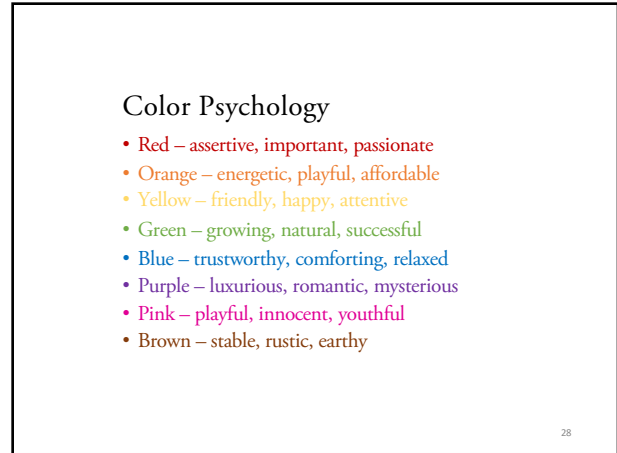 Color Psychology
• Red – assertive, important, passionate
• Orange – energetic, playful, affordable
• Yellow – friendly, happy, attentive
• Green – growing, natural, successful
• Blue – trustworthy, comforting, relaxed
• Purple – luxurious, romantic, mysterious
• Pink – playful, innocent, youthful
• Brown – stable, rustic, earthy
28